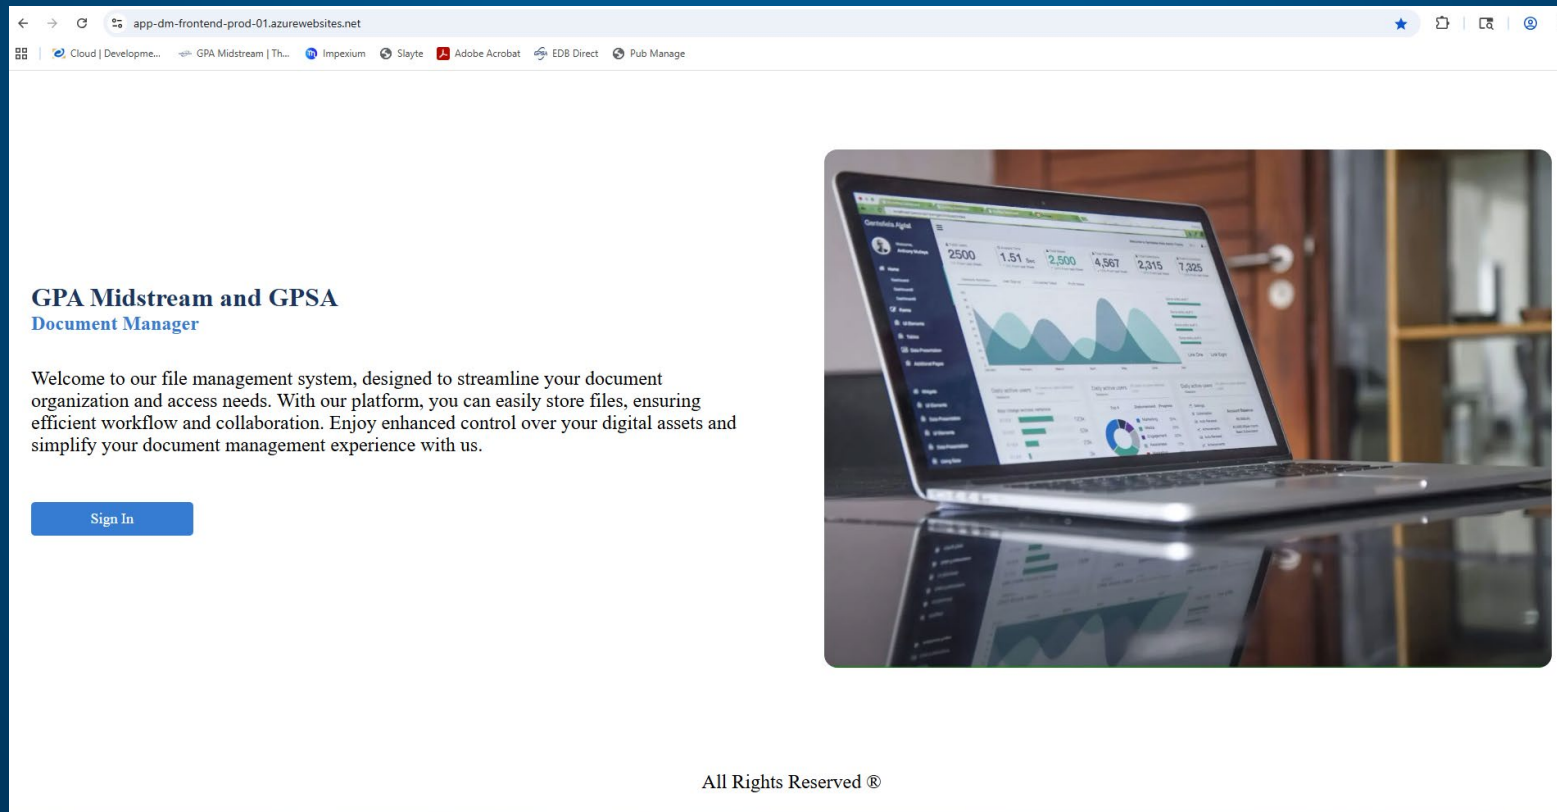 app-dm-frontend-prod-01.azurewebsites.net
Cloud | Developme... GPA Midstream | Th... Impexium Slayte Adobe Acrobat EDB Direct Pub Manage
2500 1.51 2,500 4,567 2,315 7,325
GPA Midstream and GPSA
Document Manager
Welcome to our file management system, designed to streamline your document
organization and access needs. With our platform, you can easily store files, ensuring
efficient workflow and collaboration. Enjoy enhanced control over your digital assets and
simplify your document management experience with us.
Sign In
All Rights Reserved ®